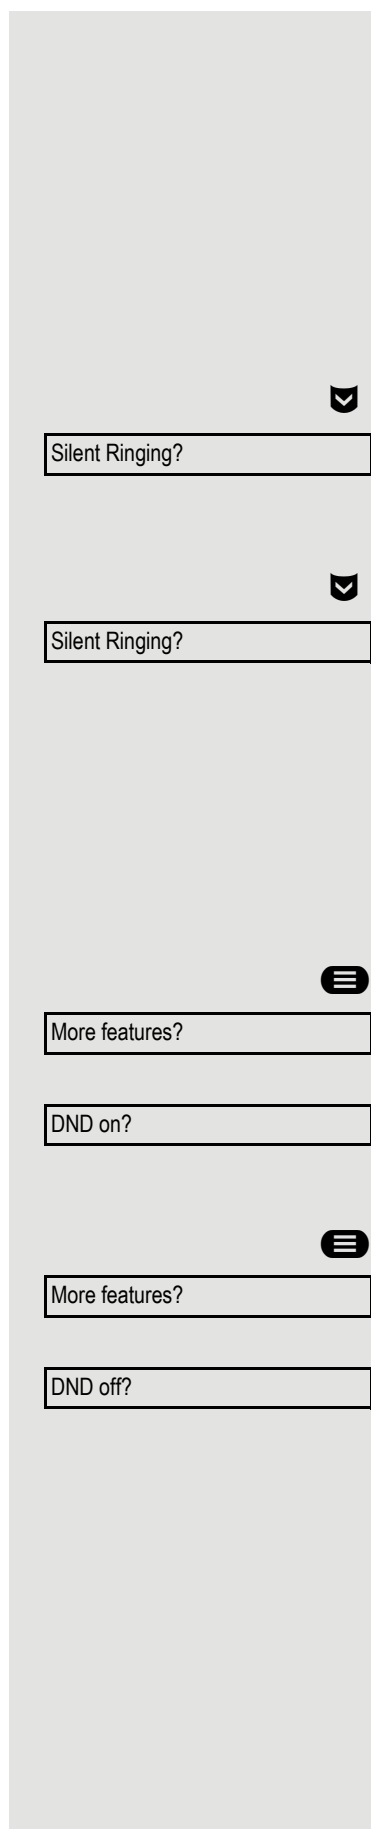 Silent Ringing?
Silent Ringing?
More features?
DND on?
More features?
DND off?